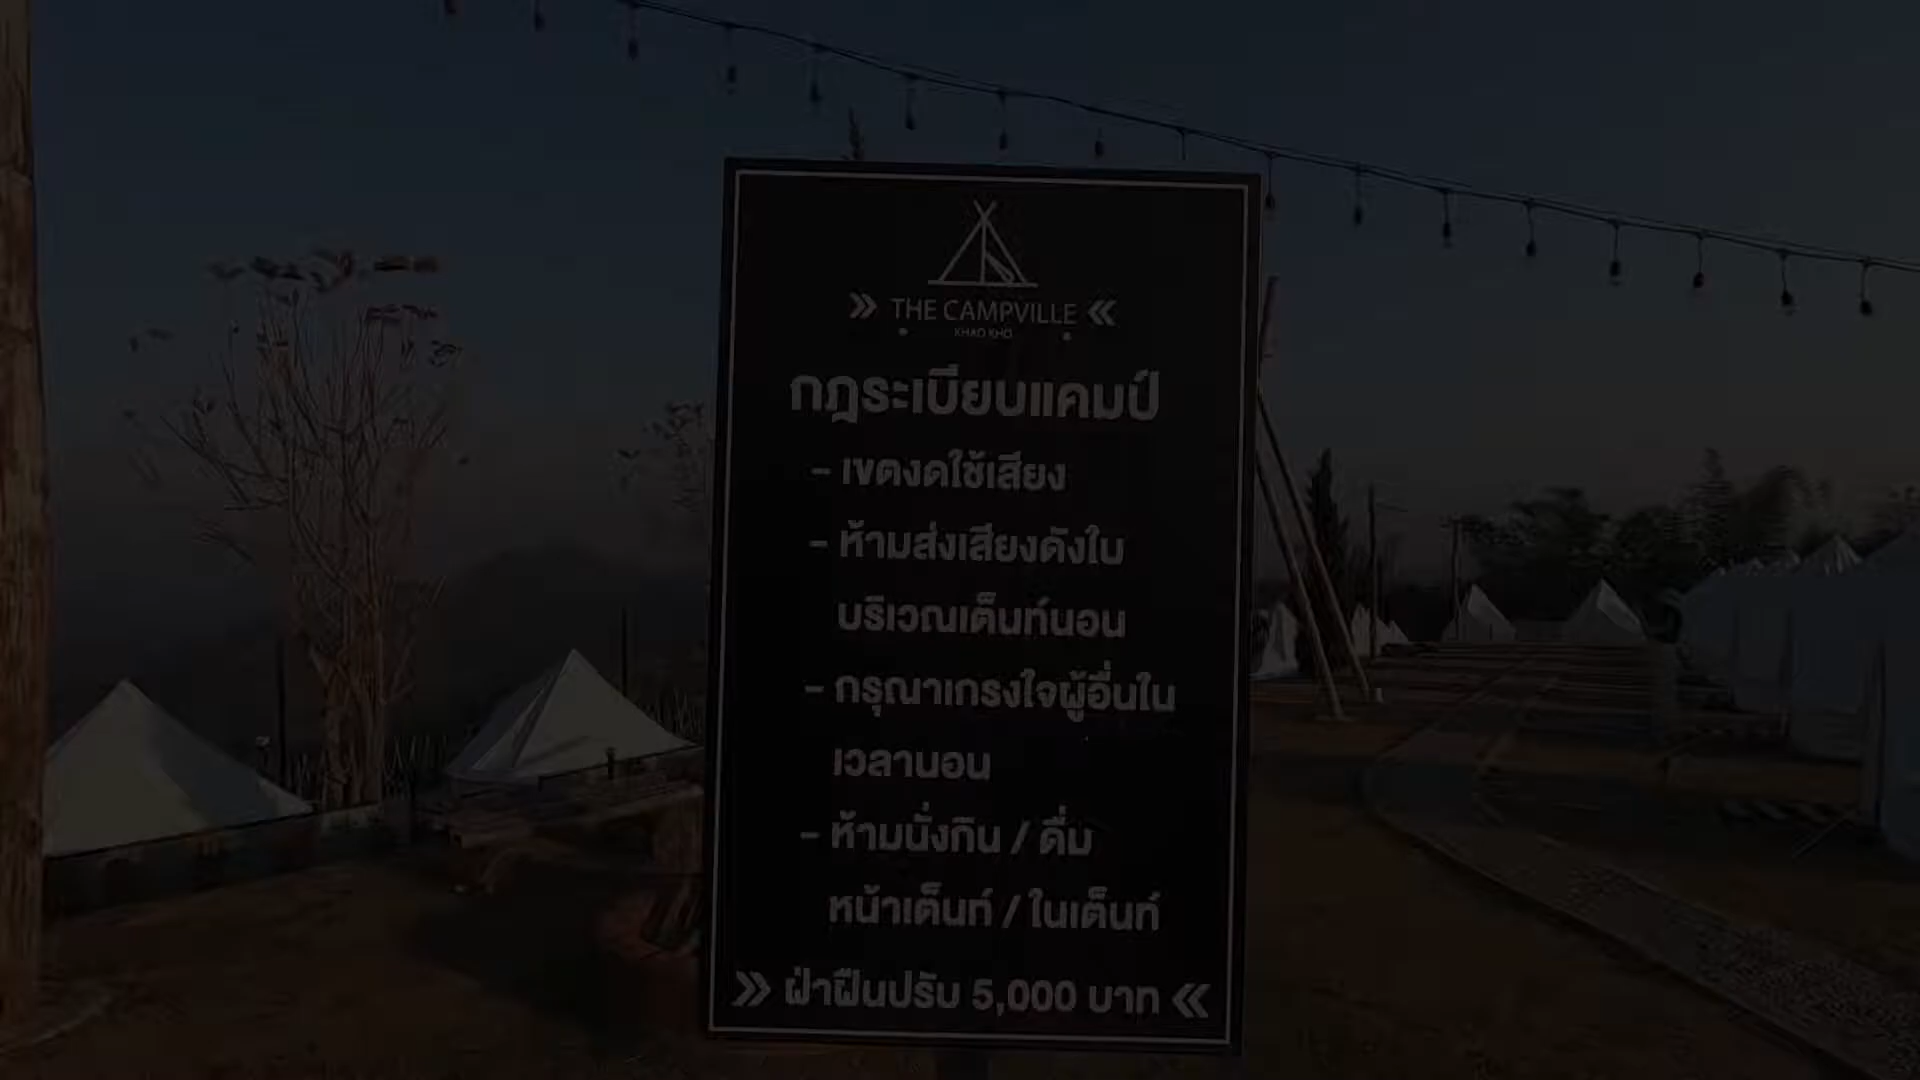 » THE CAMPVILLE «
KHAO KHO
กฎระเบียบแคมป์
- เขตงดใช้เสียง
- ห้ามส่งเสียงดังใน
บริเวณเต็นท์นอน
- กรุณาเกรงใจผู้อื่นใน
เวลานอน
- ห้ามนั่งกิน / ดื่ม
หน้าเต็นท์ / ในเต็นท์
» ฝ่าฝืนปรับ 5,000 บาท «